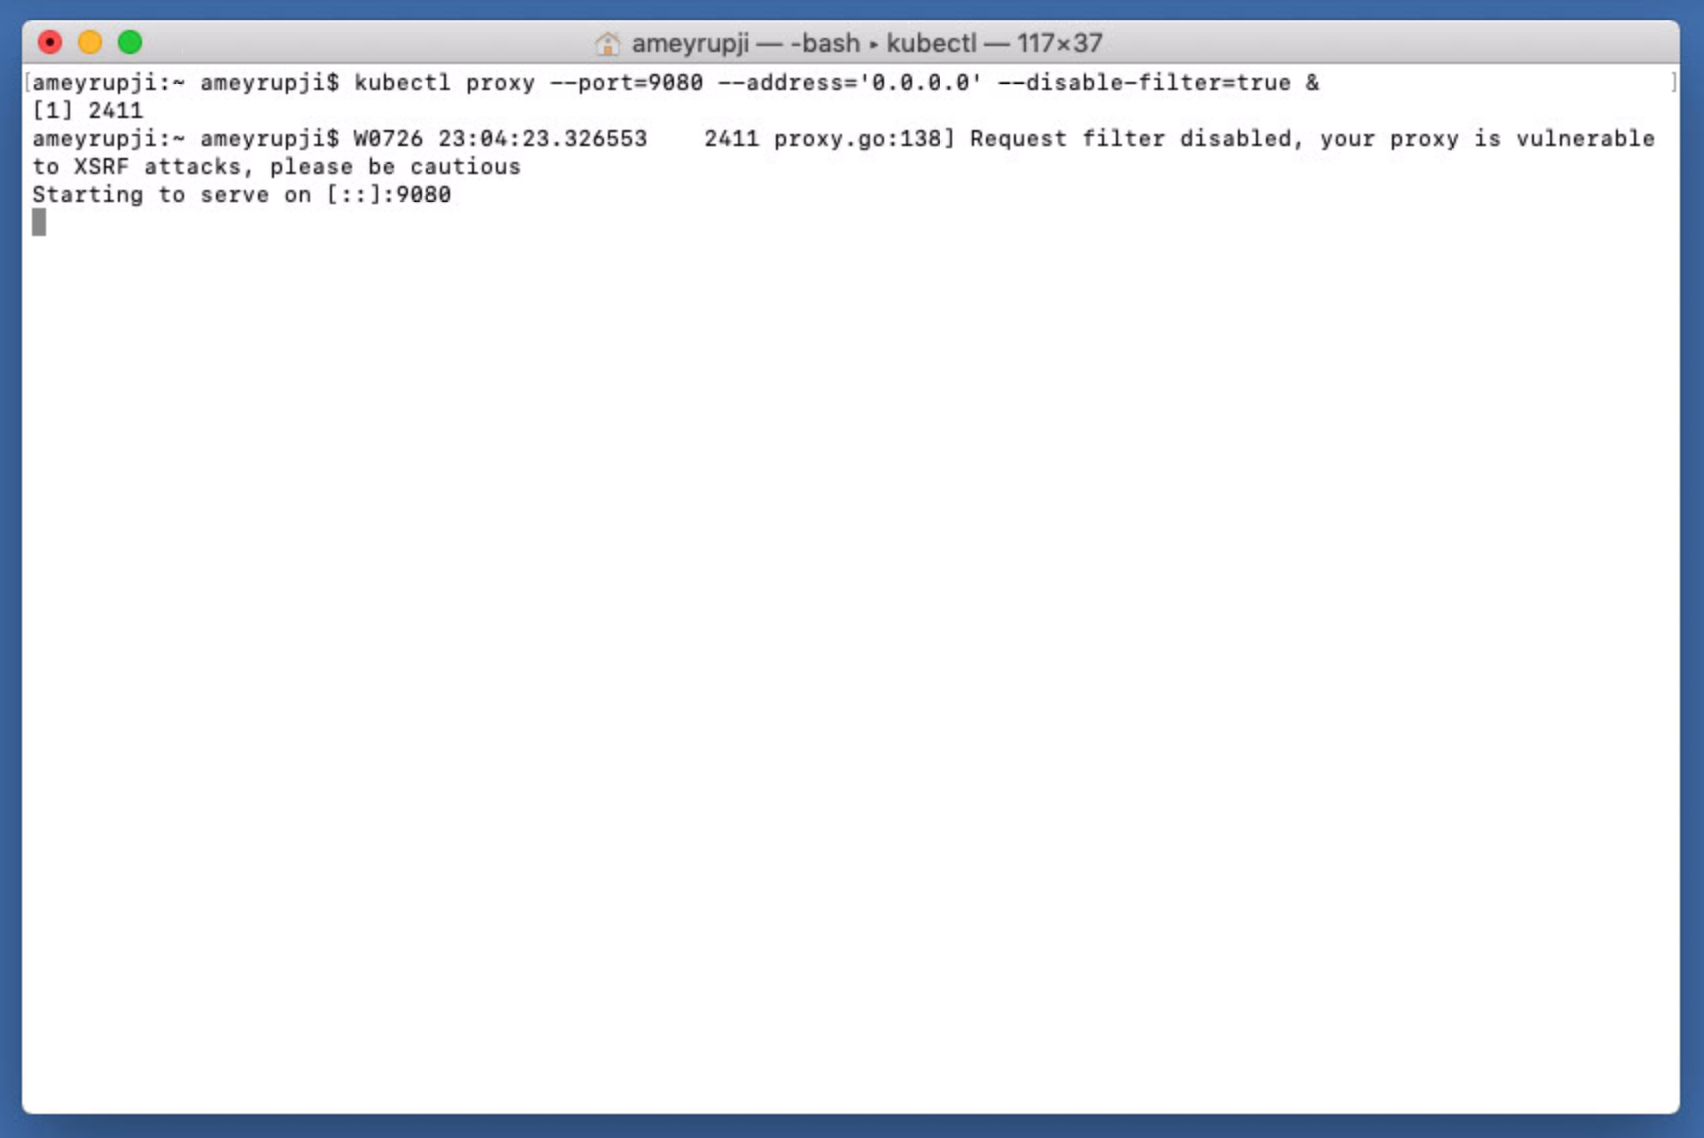 ameyrupji — -bash ▸ kubectl — 117×37
[ameyrupji:~ ameyrupji$ kubectl proxy --port=9080 --address='0.0.0.0' --disable-filter=true & ]
[1] 2411
ameyrupji:~ ameyrupji$ W0726 23:04:23.326553    2411 proxy.go:138] Request filter disabled, your proxy is vulnerable
to XSRF attacks, please be cautious
Starting to serve on [::]:9080